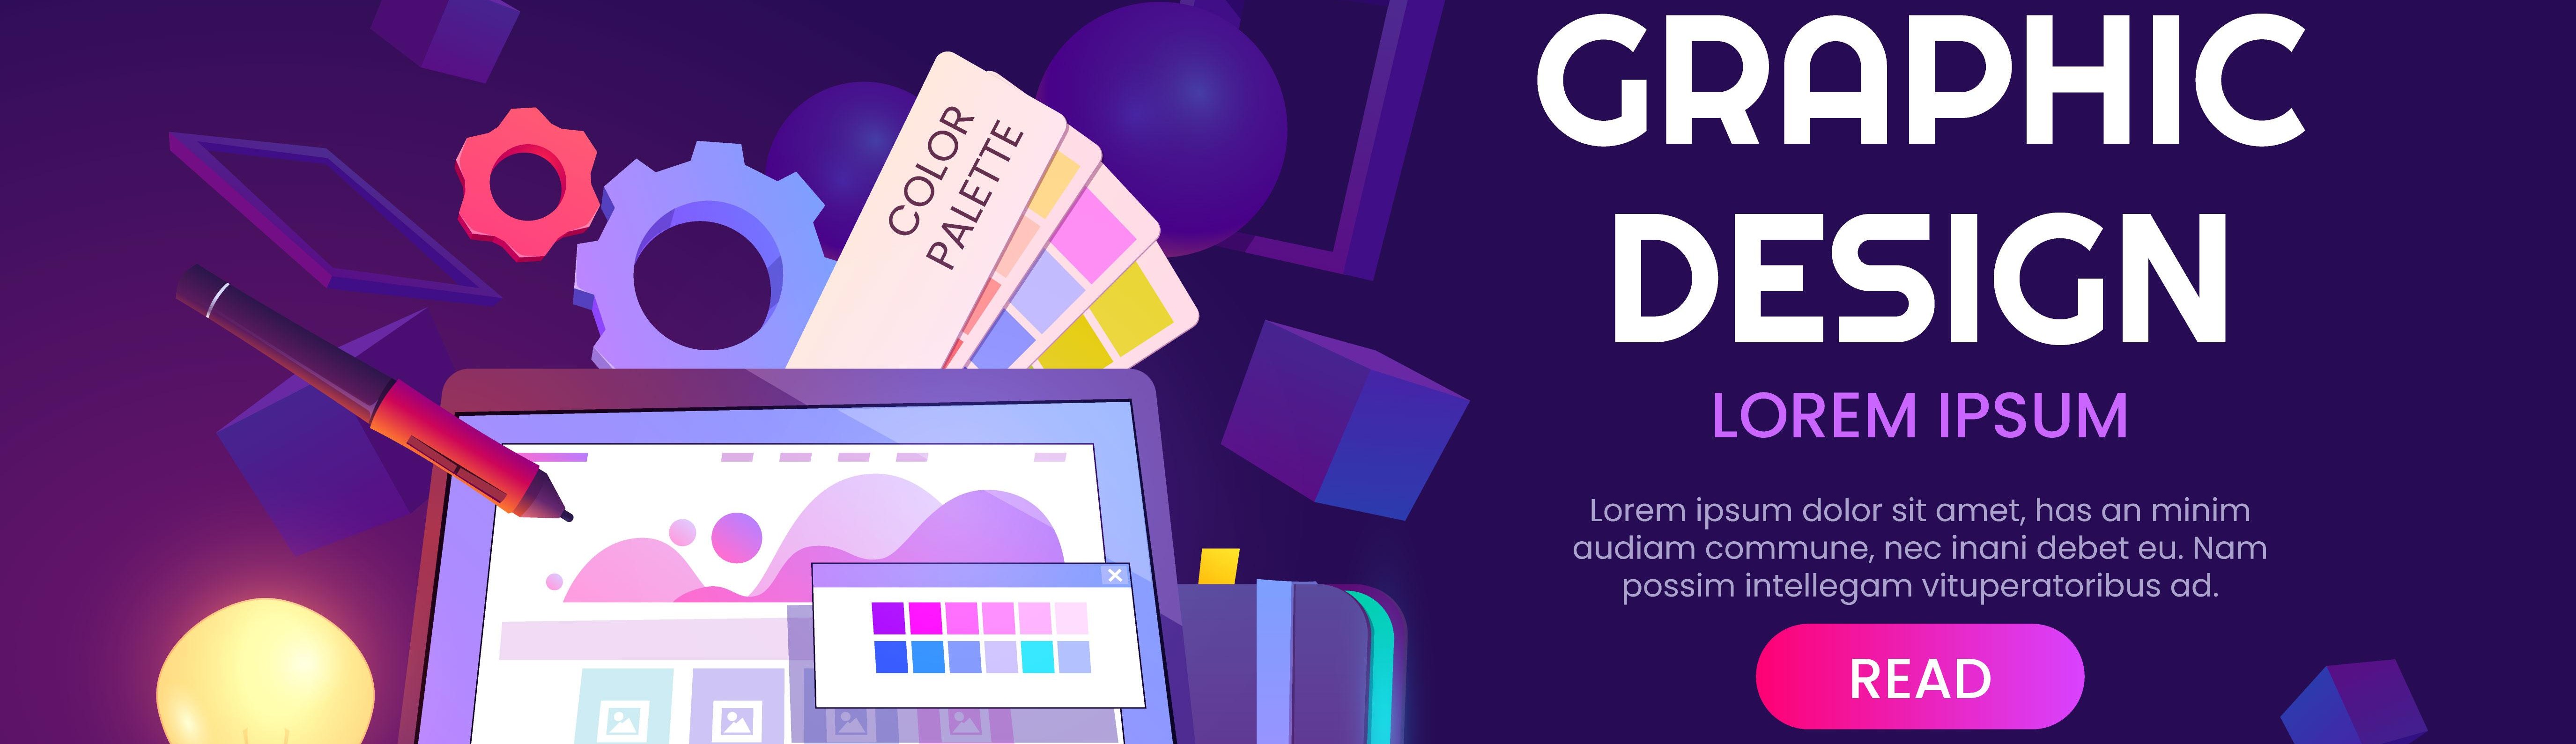 COLOR
PALETTE
GRAPHIC
DESIGN
LOREM IPSUM
Lorem ipsum dolor sit amet, has an minim
audiam commune, nec inani debet eu. Nam
possim intellegam vituperatoribus ad.
READ